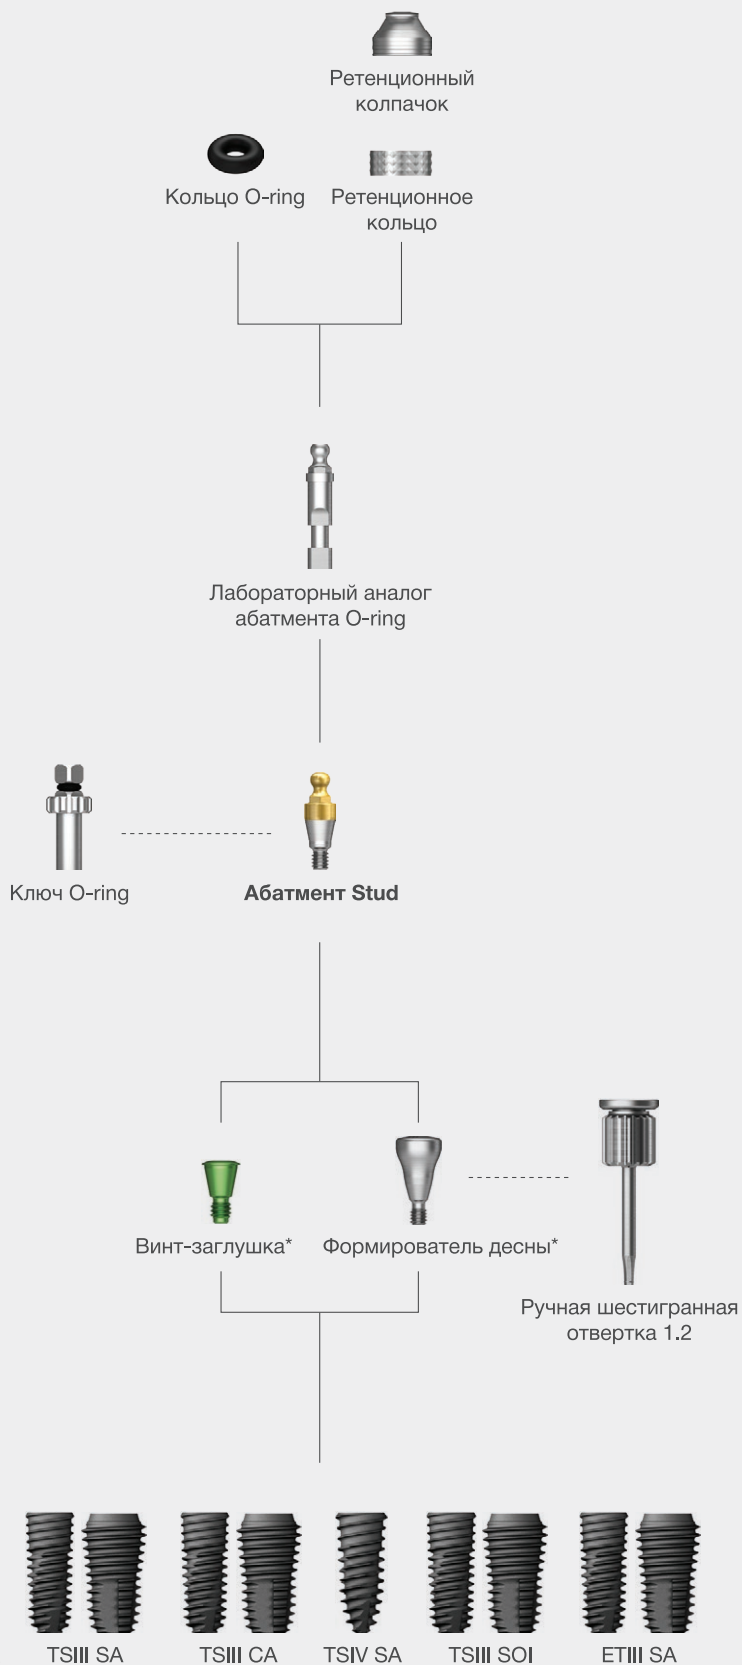 Ретенционный
колпачок
Кольцо O-ring
Ретенционное
кольцо
Лабораторный аналог
абатмента O-ring
Ключ O-ring
Абатмент Stud
Винт-заглушка*
Формирователь десны*
Ручная шестигранная
отвертка 1.2
TSIII SA
TSIII CA
TSIV SA
TSIII SOI
ETIII SA